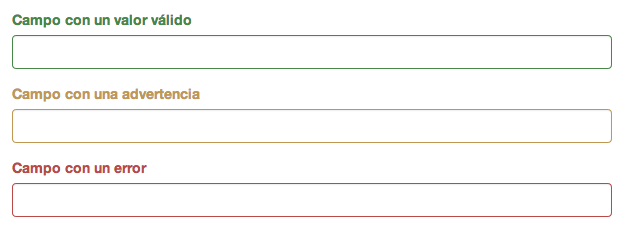 Campo con un valor válido
Campo con una advertencia
Campo con un error